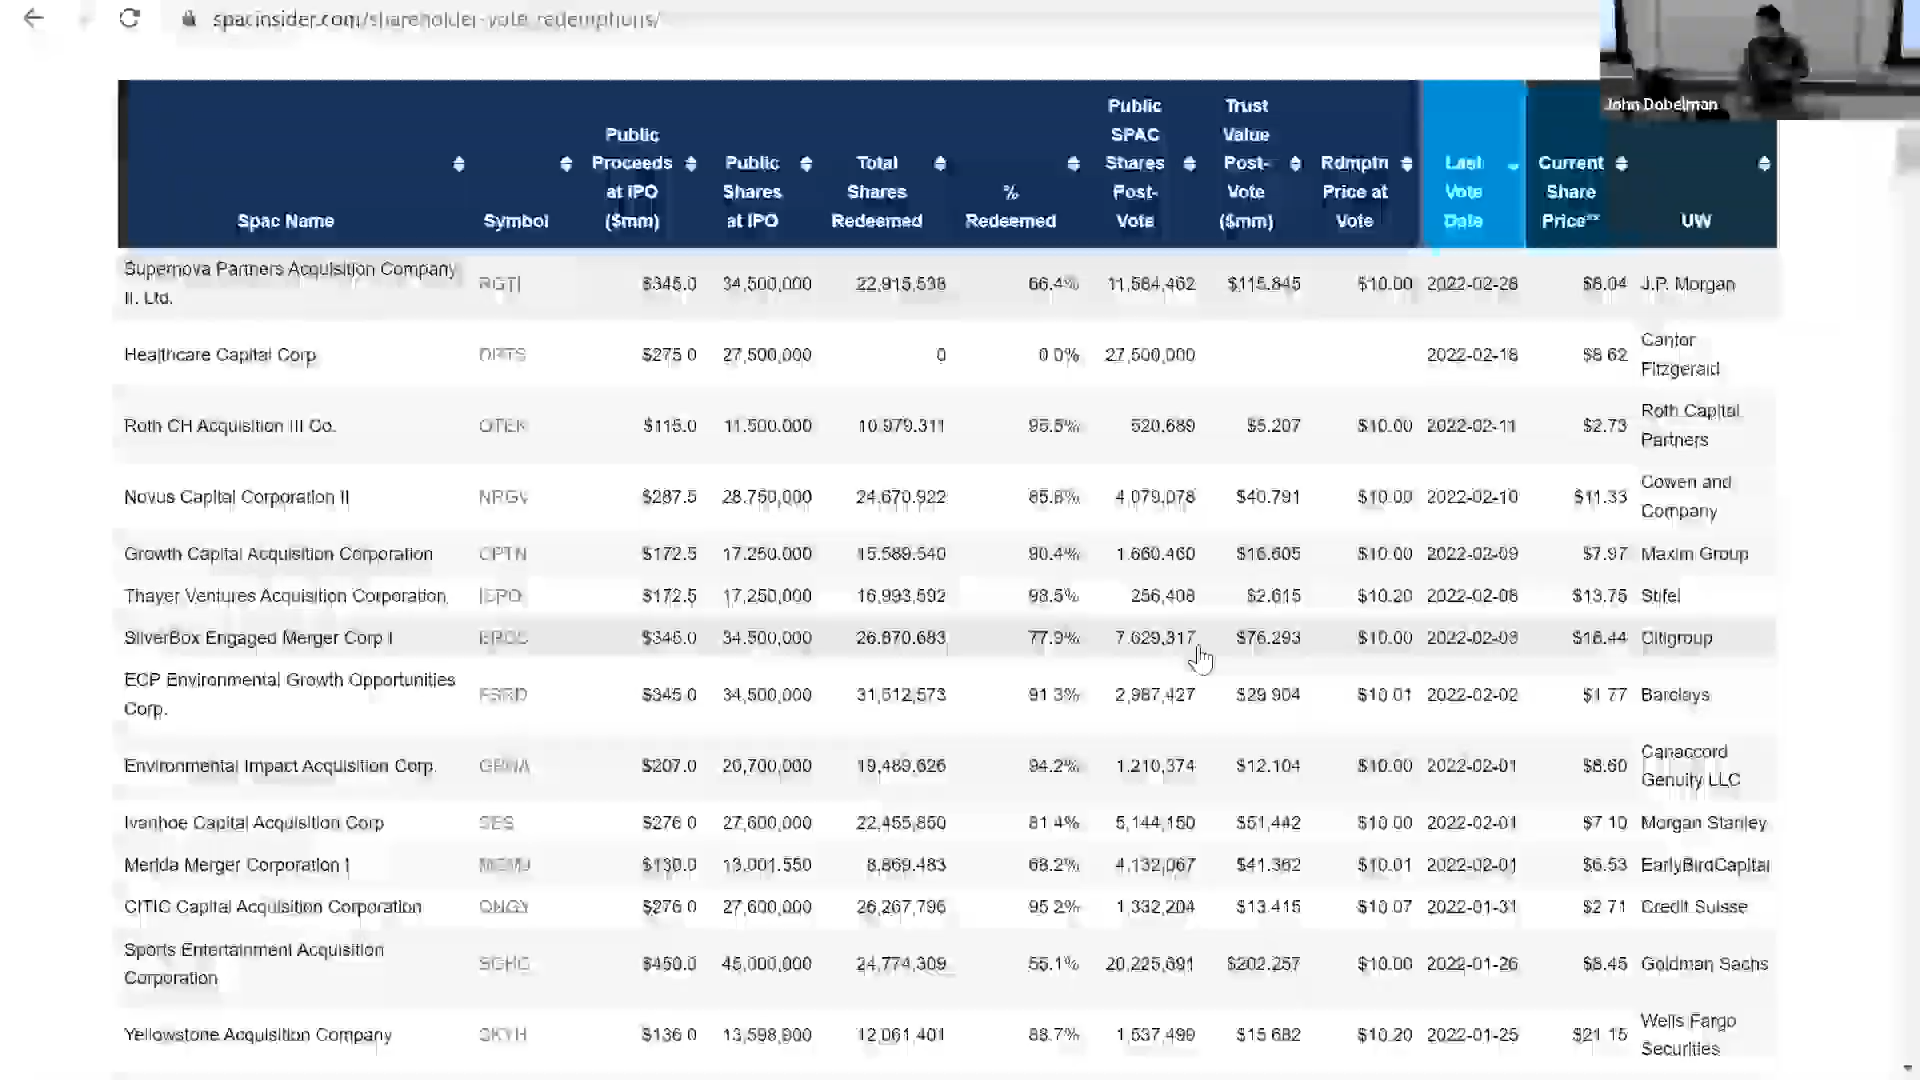 spacinsider.com/shareholder-vote-redemptions/
John Dobelman
Spac Name Symbol Public Proceeds at IPO ($mm) Public Shares at IPO Total Shares Redeemed % Redeemed Public SPAC Shares Post-Vote Trust Value Post-Vote ($mm) Rdmptn Price at Vote Last Vote Date Current Share Price** UW
Supernova Partners Acquisition Company II, Ltd. RGTI $345.0 34,500,000 22,915,538 66.4% 11,584,462 $115.845 $10.00 2022-02-28 J.P. Morgan
Healthcare Capital Corp $275.0 27,500,000 0 0.0% 27,500,000 2022-02-18 $8.62 Cantor Fitzgerald
Roth CH Acquisition III Co. $115.0 11,500,000 10,979,311 95.5% 520,689 $5.207 $10.00 2022-02-11 $2.73 Roth Capital Partners
Novus Capital Corporation II NRGV $287.5 28,750,000 24,670,922 85.8% 4,079,078 $40.791 $10.00 2022-02-10 $11.33 Cowen and Company
Growth Capital Acquisition Corporation $172.5 17,250,000 15,589,540 90.4% 1,660,460 $16.605 $10.00 2022-02-09 $7.97 Maxim Group
Thayer Ventures Acquisition Corporation $172.5 17,250,000 16,993,592 98.5% 256,408 $2.615 $10.20 2022-02-08 $13.75 Stifel
SilverBox Engaged Merger Corp I $345.0 34,500,000 26,870,683 77.9% 7,629,317 $76.293 $10.00 Citigroup
ECP Environmental Growth Opportunities Corp. $345.0 34,500,000 31,512,573 91.3% 2,987,427 $29.904 $10.01 2022-02-02 $1.77 Barclays
Environmental Impact Acquisition Corp. $207.0 20,700,000 19,489,626 94.2% 1,210,374 $12.104 $10.00 2022-02-01 Canaccord Genuity LLC
Ivanhoe Capital Acquisition Corp SES $276.0 27,600,000 22,455,850 81.4% 5,144,150 $51.442 $10.00 2022-02-01 $7.10 Morgan Stanley
Merida Merger Corporation I $130.0 13,001,550 8,869,483 68.2% 4,132,067 $41.362 $10.01 2022-02-01 $6.53 EarlyBirdCapital
CITIC Capital Acquisition Corporation $276.0 27,600,000 26,267,796 95.2% 1,332,204 $13.415 $10.07 2022-01-31 $2.71 Credit Suisse
Sports Entertainment Acquisition Corporation SGHC $450.0 45,000,000 24,774,309 55.1% 20,225,691 $202.257 $10.00 2022-01-26 $8.45 Goldman Sachs
Yellowstone Acquisition Company SKYH $136.0 12,061,401 88.7% 1,537,499 $15.682 $10.20 2022-01-25 $21.15 Wells Fargo Securities